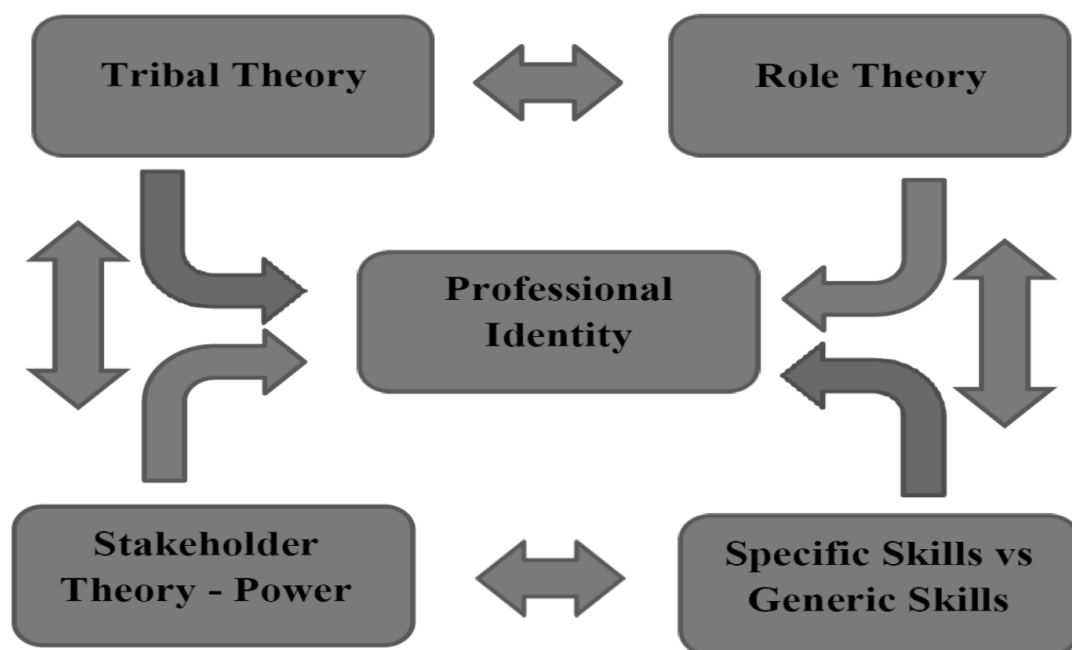 Tribal Theory
Role Theory
Professional
Identity
Stakeholder
Theory - Power
Specific Skills vs
Generic Skills